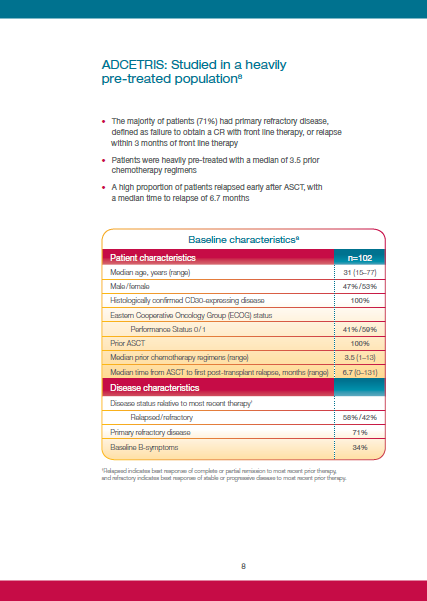 ADCETRIS: Studied in a heavily
pre-treated population⁸
• The majority of patients (71%) had primary refractory disease,
defined as failure to obtain a CR with front line therapy, or relapse
within 3 months of front line therapy
• Patients were heavily pre-treated with a median of 3.5 prior
chemotherapy regimens
• A high proportion of patients relapsed early after ASCT, with
a median time to relapse of 6.7 months
Baseline characteristics⁸
Patient characteristics n=102
Median age, years (range) 31 (15–77)
Male/female 47%/53%
Histologically confirmed CD30-expressing disease 100%
Eastern Cooperative Oncology Group (ECOG) status
Performance Status 0/1 41%/59%
Prior ASCT 100%
Median prior chemotherapy regimens (range) 3.5 (1–13)
Median time from ASCT to first post-transplant relapse, months (range) 6.7 (0–131)
Disease characteristics
Disease status relative to most recent therapy†
Relapsed/refractory 58%/42%
Primary refractory disease 71%
Baseline B-symptoms 34%
†Relapsed indicates best response of complete or partial remission to most recent prior therapy,
and refractory indicates best response of stable or progressive disease to most recent prior therapy.
8